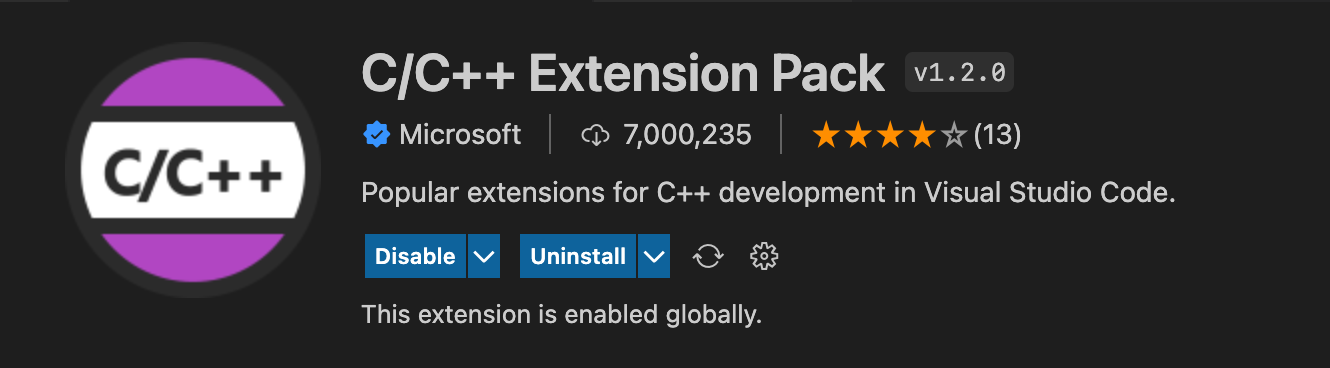 C/C++
C/C++ Extension Pack v1.2.0
Microsoft 7,000,235 (13)
Popular extensions for C++ development in Visual Studio Code.
Disable Uninstall
This extension is enabled globally.